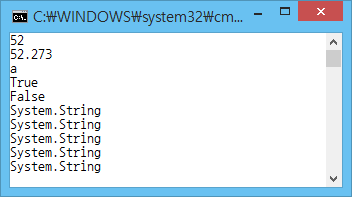 C:₩WINDOWS₩system32₩cm...
52
52.273
a
True
False
System.String
System.String
System.String
System.String
System.String